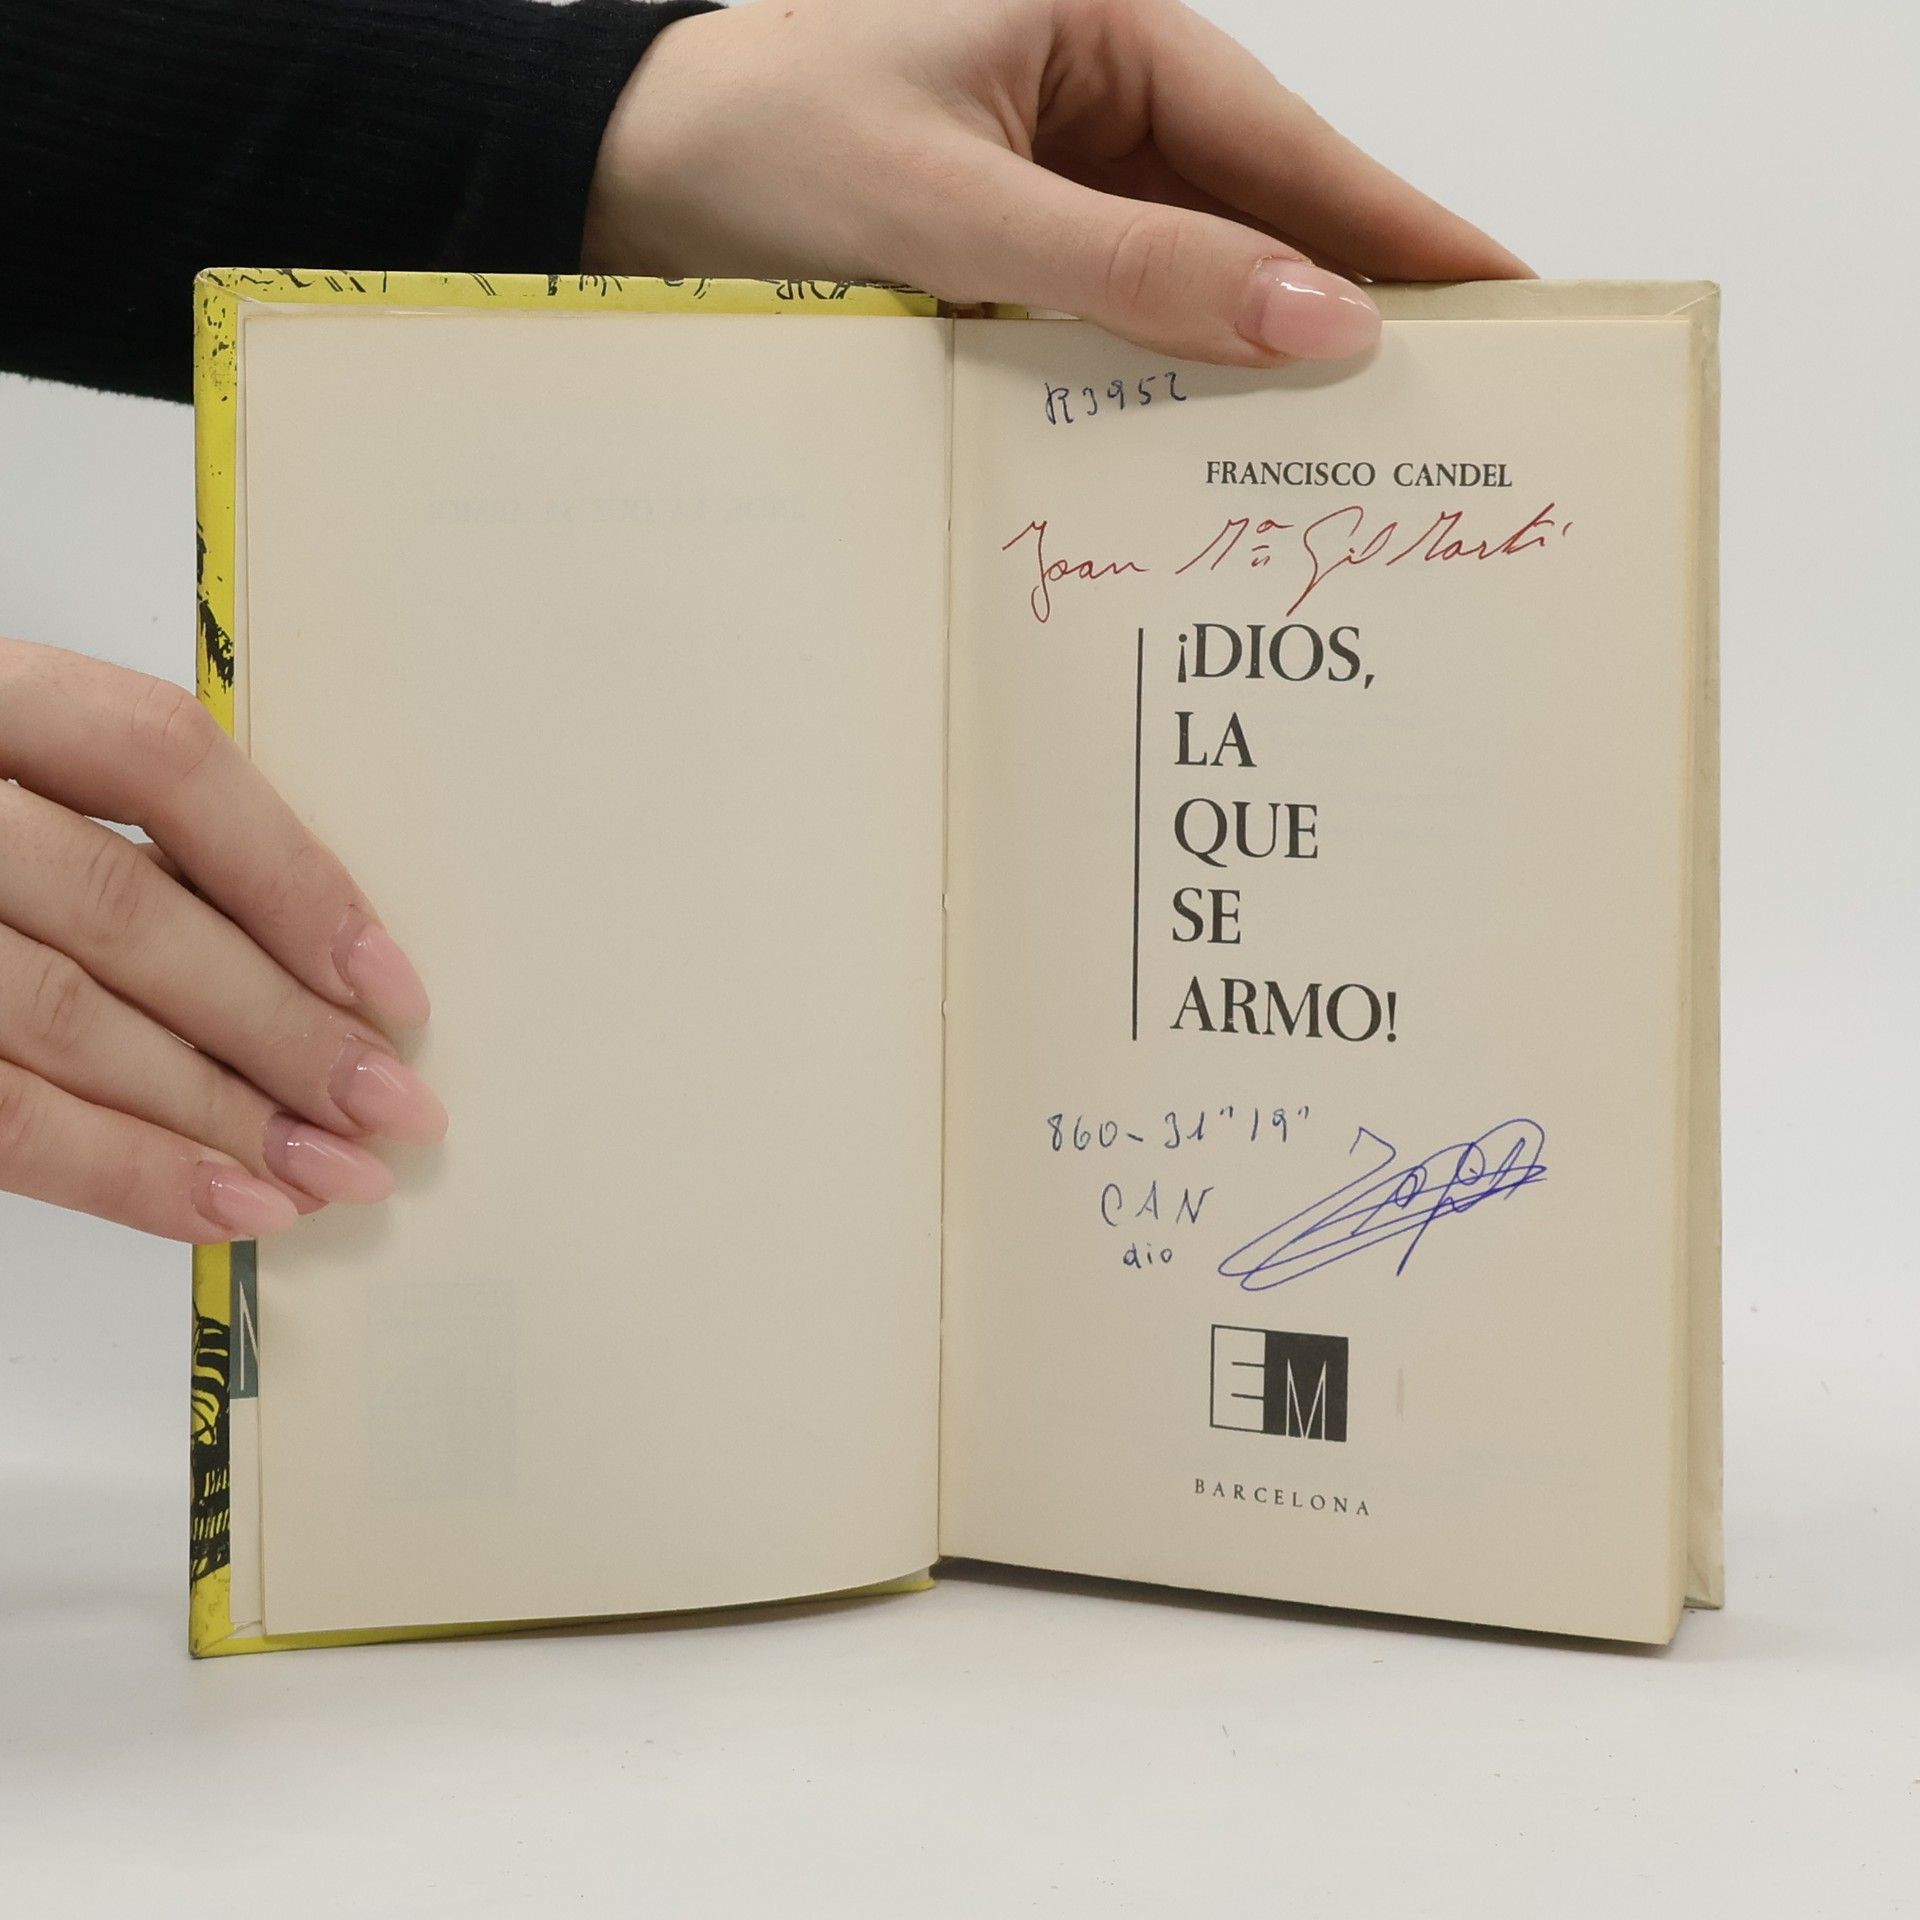 R3952
FRANCISCO CANDEL
Joan Mª Gil Martí
¡DIOS,
LA
QUE
SE
ARMO!
860-31"19"
CAN
dio
EM
BARCELONA